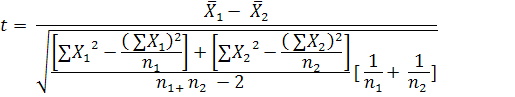 t = (X̄₁ − X̄₂) / √( ( [∑X₁² − (∑X₁)²/n₁] + [∑X₂² − (∑X₂)²/n₂] ) / (n₁₊ n₂ − 2) [1/n₁ + 1/n₂] )